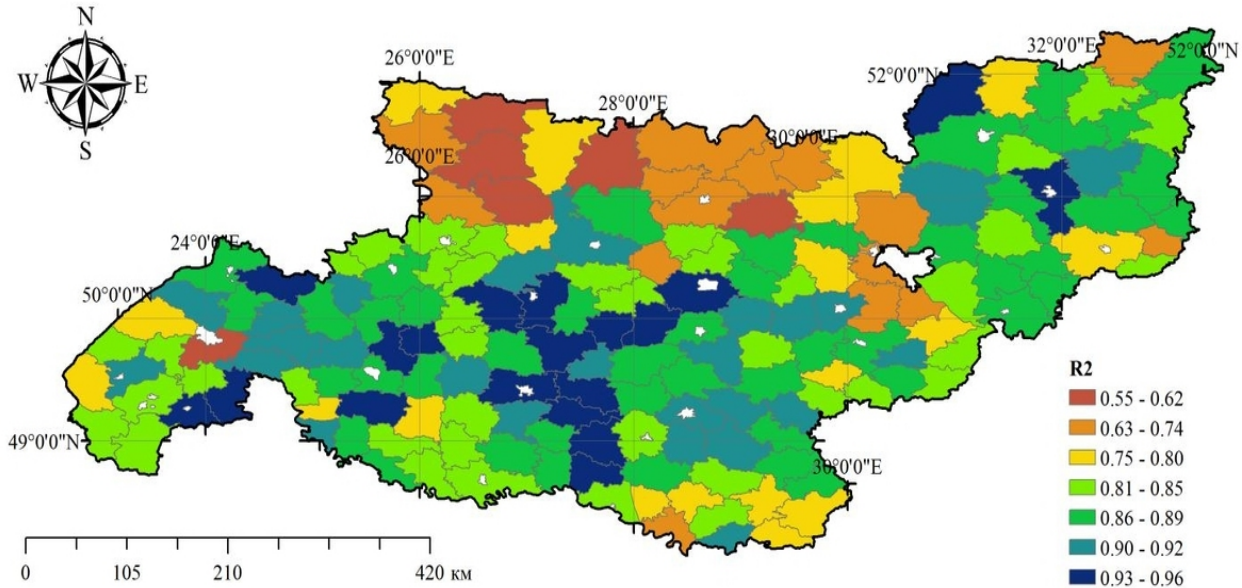 N
W E
S
26°0'0"E
32°0'0"E
52°0'0"N
52°0'0"N
28°0'0"E
30°0'0"E
26°0'0"E
24°0'0"E
50°0'0"N
49°0'0"N
30°0'0"E
R2
0.55 - 0.62
0.63 - 0.74
0.75 - 0.80
0.81 - 0.85
0.86 - 0.89
0.90 - 0.92
0.93 - 0.96
0 105 210 420 км